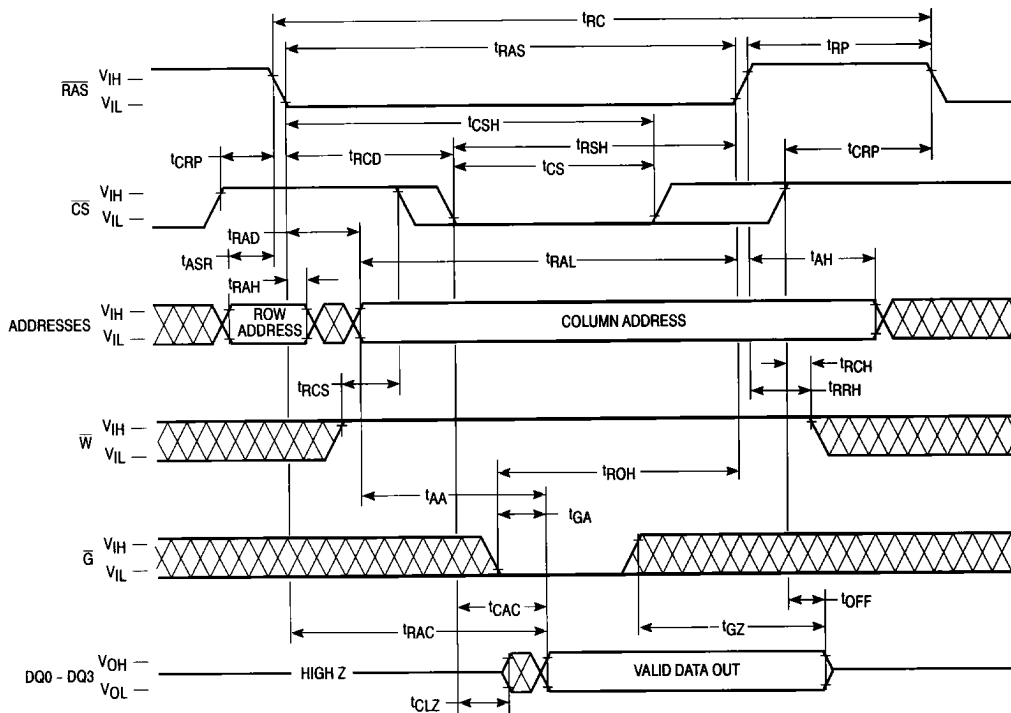 tRC
tRAS
tRP
RAS
VIH
VIL
tCSH
tCRP
tRCD
tRSH
tCRP
tCS
CS
VIH
VIL
tRAD
tASR
tRAL
tAH
tRAH
ADDRESSES
VIH
VIL
ROW ADDRESS
COLUMN ADDRESS
tRCS
tRCH
tRRH
W
VIH
VIL
tROH
tAA
tGA
G
VIH
VIL
tCAC
tOFF
tRAC
tGZ
DQ0 - DQ3
VOH
VOL
HIGH Z
VALID DATA OUT
tCLZ